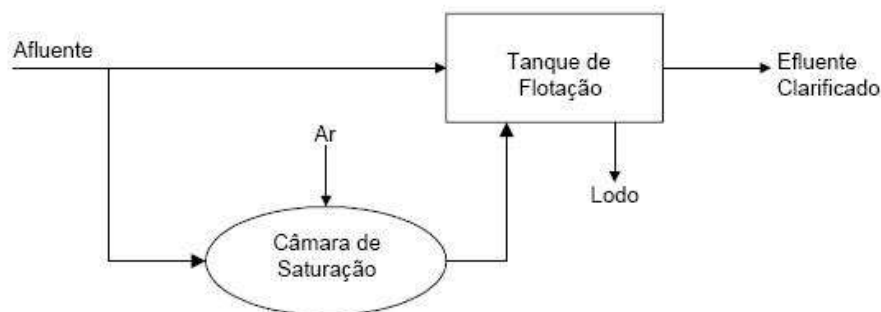 Afluente
Tanque de
Flotação
Efluente
Clarificado
Ar
Lodo
Câmara de
Saturação